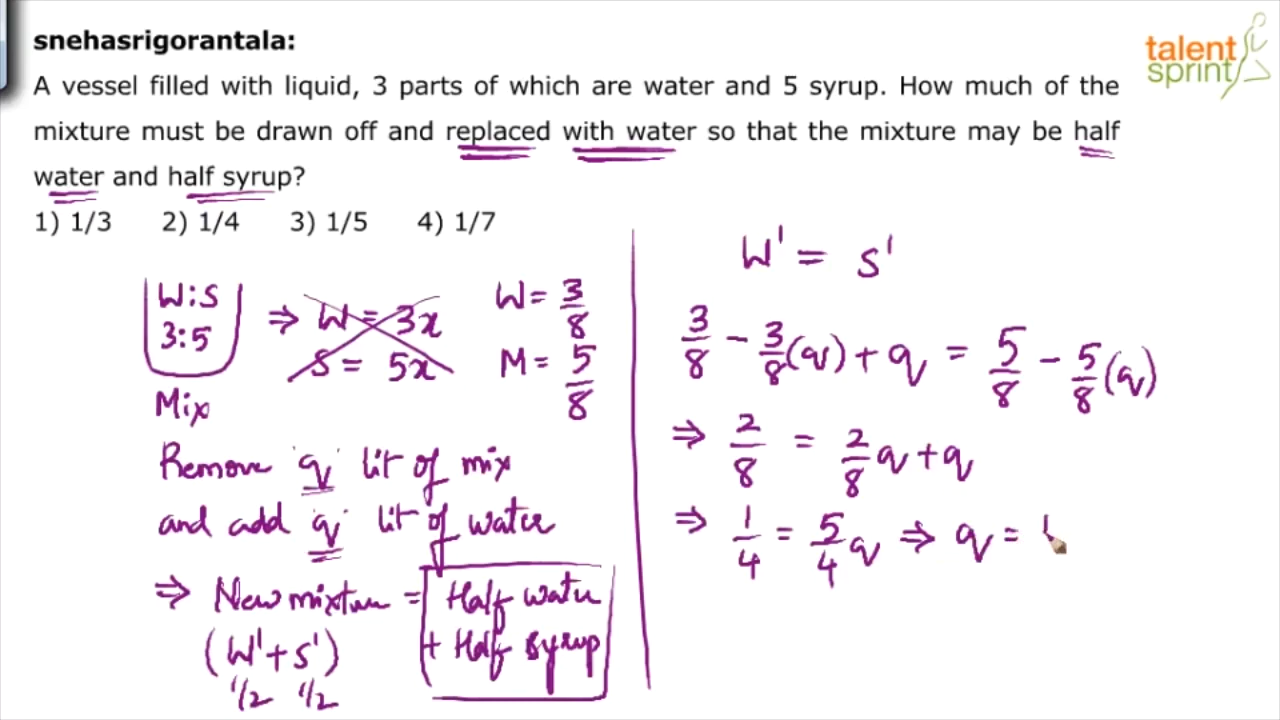 snehasrigorantala:
talent
sprint
A vessel filled with liquid, 3 parts of which are water and 5 syrup. How much of the
mixture must be drawn off and replaced with water so that the mixture may be half
water and half syrup?
1) 1/3 2) 1/4 3) 1/5 4) 1/7
W:S
3:5
Mix
⇒ W = 3x
S = 5x
W = 3/8
M = 5/8
Remove 'q' lit of mix
and add 'q' lit of water
⇒ New mixture = Half water
(W' + S') + Half syrup
1/2 1/2
W' = S'
3/8 - 3/8(q) + q = 5/8 - 5/8(q)
⇒ 2/8 = 2/8 q + q
⇒ 1/4 = 5/4 q ⇒ q =